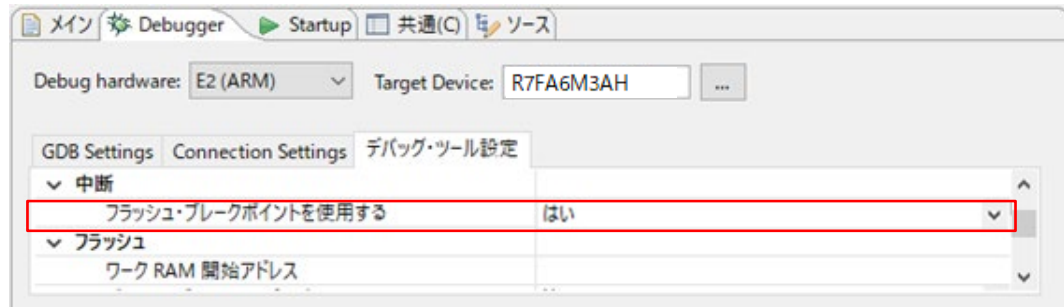 メイン Debugger Startup 共通(C) ソース
Debug hardware: E2 (ARM) Target Device: R7FA6M3AH ...
GDB Settings Connection Settings デバッグ・ツール設定
中断
フラッシュ・ブレークポイントを使用する はい
フラッシュ
ワーク RAM 開始アドレス